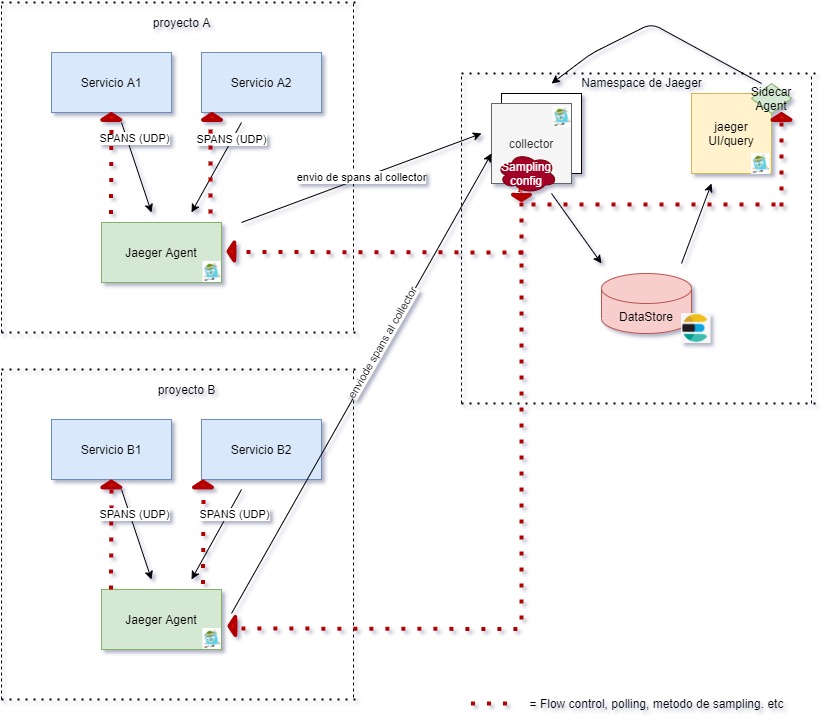 proyecto A
Servicio A1
Servicio A2
SPANS (UDP)
SPANS (UDP)
Jaeger Agent
envio de spans al collector
Namespace de Jaeger
collector
Sampling
config
Sidecar
Agent
jaeger
UI/query
DataStore
enviode spans al collector
proyecto B
Servicio B1
Servicio B2
SPANS (UDP)
SPANS (UDP)
Jaeger Agent
= Flow control, polling, metodo de sampling. etc